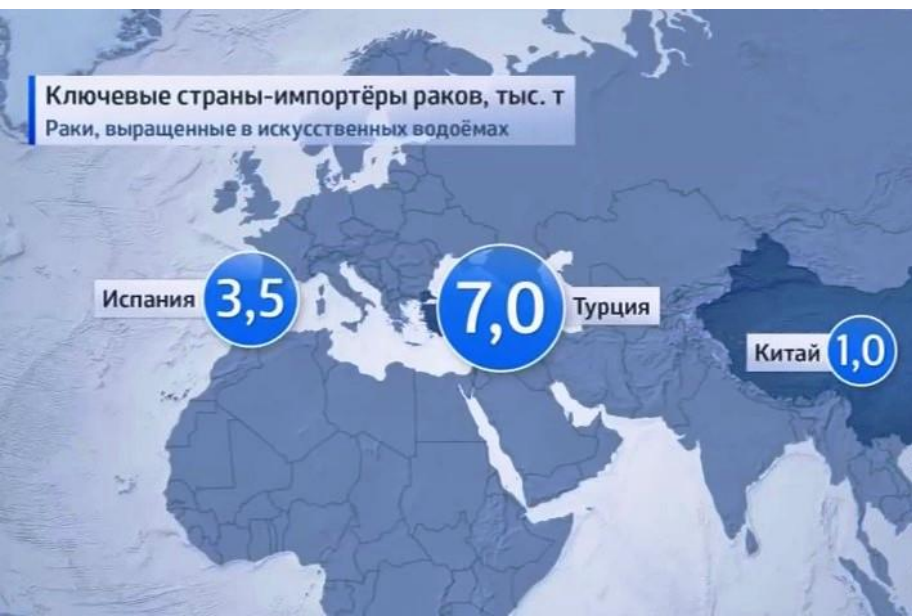 Ключевые страны-импортёры раков, тыс. т
Раки, выращенные в искусственных водоёмах
Испания 3,5
7,0 Турция
Китай 1,0